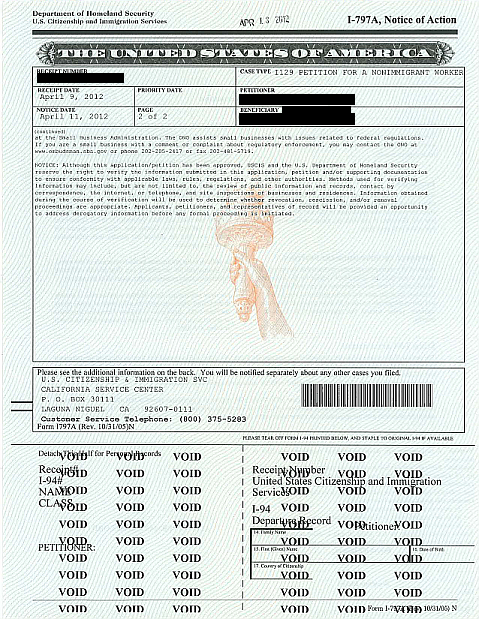 Department of Homeland Security
U.S. Citizenship and Immigration Services
APR 13 2012
I-797A, Notice of Action
THE UNITED STATES OF AMERICA
RECEIPT NUMBER
CASE TYPE I129 PETITION FOR A NONIMMIGRANT WORKER
RECEIPT DATE
April 9, 2012
PRIORITY DATE
PETITIONER
NOTICE DATE
April 11, 2012
PAGE
2 of 2
BENEFICIARY
(continued)
at the Small Business Administration. The ONO assists small businesses with issues related to federal regulations.
If you are a small business with a comment or complaint about regulatory enforcement, you may contact the ONO at
www.ombudsman.sba.gov or phone 202-205-2417 or fax 202-481-5719.
NOTICE: Although this application/petition has been approved, USCIS and the U.S. Department of Homeland Security
reserve the right to verify the information submitted in this application, petition and/or supporting documentation
to ensure conformity with applicable laws, rules, regulations, and other authorities. Methods used for verifying
information may include, but are not limited to, the review of public information and records, contact by
correspondence, the internet, or telephone, and site inspections of businesses and residences. Information obtained
during the course of verification will be used to determine whether revocation, rescission, and/or removal
proceedings are appropriate. Applicants, petitioners, and representatives of record will be provided an opportunity
to address derogatory information before any formal proceeding is initiated.
Please see the additional information on the back. You will be notified separately about any other cases you filed.
U.S. CITIZENSHIP & IMMIGRATION SVC
CALIFORNIA SERVICE CENTER
P. O. BOX 30111
LAGUNA NIGUEL CA 92607-0111
Customer Service Telephone: (800) 375-5283
Form I797A (Rev. 10/31/05)N
PLEASE TEAR OFF FORM I-94 PRINTED BELOW, AND STAPLE TO ORIGINAL I-94 IF AVAILABLE
Detach This Half for Personal Records
VOID VOID VOID VOID VOID VOID
Receipt#
Receipt Number
VOID VOID VOID VOID VOID VOID
I-94#
United States Citizenship and Immigration
NAME
Services
VOID VOID VOID VOID VOID VOID
CLASS
I-94
VOID VOID VOID VOID VOID VOID
Departure Record
Petitioner
VOID VOID VOID VOID VOID VOID
14. Family Name
VOID VOID VOID VOID VOID VOID
PETITIONER:
15. First (Given) Name
16. Date of Birth
VOID VOID VOID VOID VOID VOID
17. Country of Citizenship
VOID VOID VOID VOID VOID VOID
VOID VOID VOID VOID VOID VOID
VOID VOID VOID VOID VOID
Form I-797A (Rev. 10/31/05) N